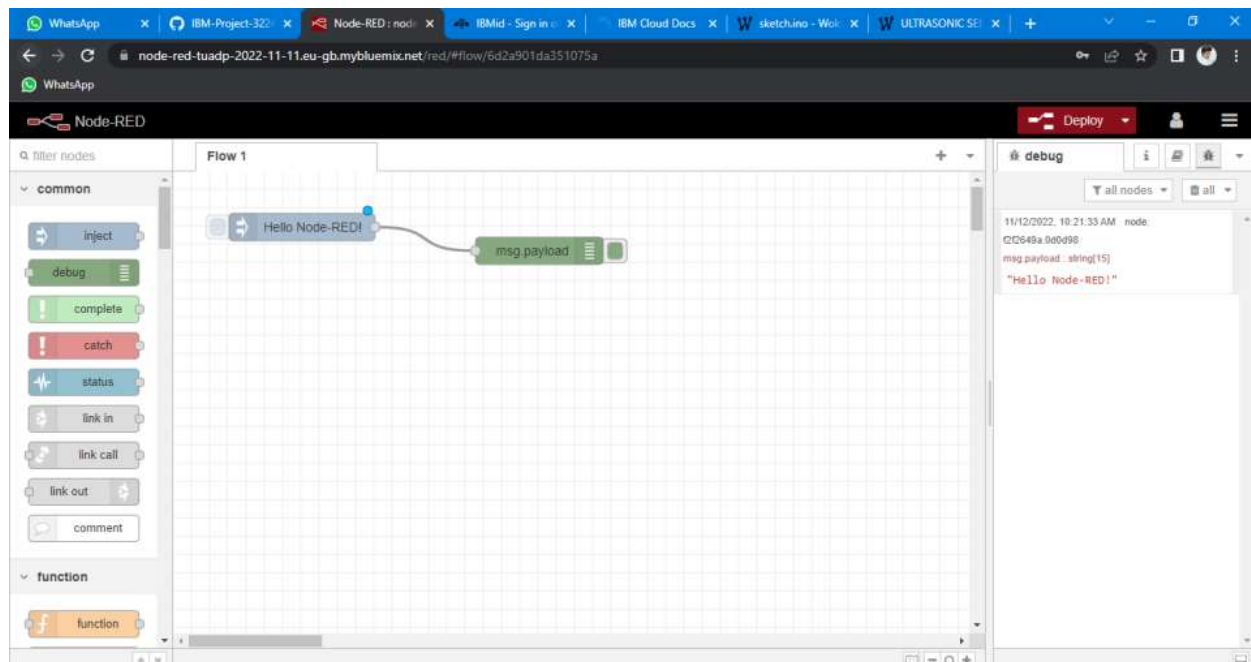 WhatsApp
IBM-Project-322
Node-RED : node
IBMid - Sign in o
IBM Cloud Docs
sketch.ino - Wok
ULTRASONIC SE
node-red-tuadp-2022-11-11.eu-gb.mybluemix.net/red/#flow/6d2a901da351075a
WhatsApp
Node-RED
Deploy
filter nodes
Flow 1
debug
i
common
all nodes
all
inject
debug
complete
catch
status
link in
link call
link out
comment
function
function
Hello Node-RED!
msg.payload
11/12/2022, 10:21:33 AM node:
f2f2649a.0d0d98
msg.payload : string[15]
"Hello Node-RED!"